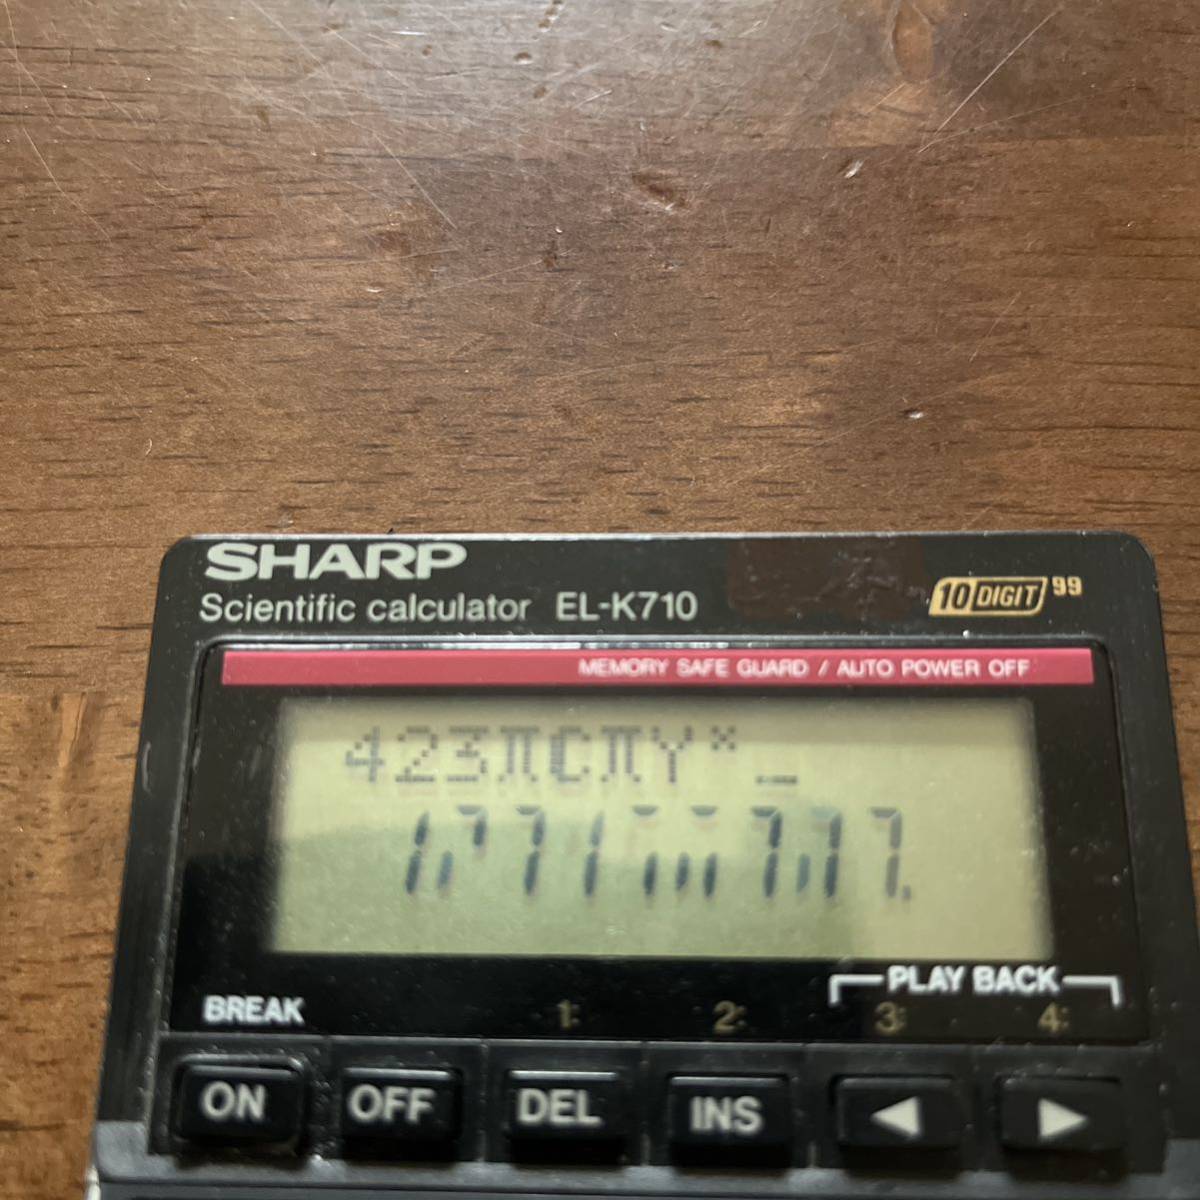 SHARP
Scientific calculator EL-K710
10 DIGIT 99
MEMORY SAFE GUARD / AUTO POWER OFF
423πCπYˣ_
PLAY BACK
BREAK 1: 2: 3: 4:
ON OFF DEL INS ◀ ▶